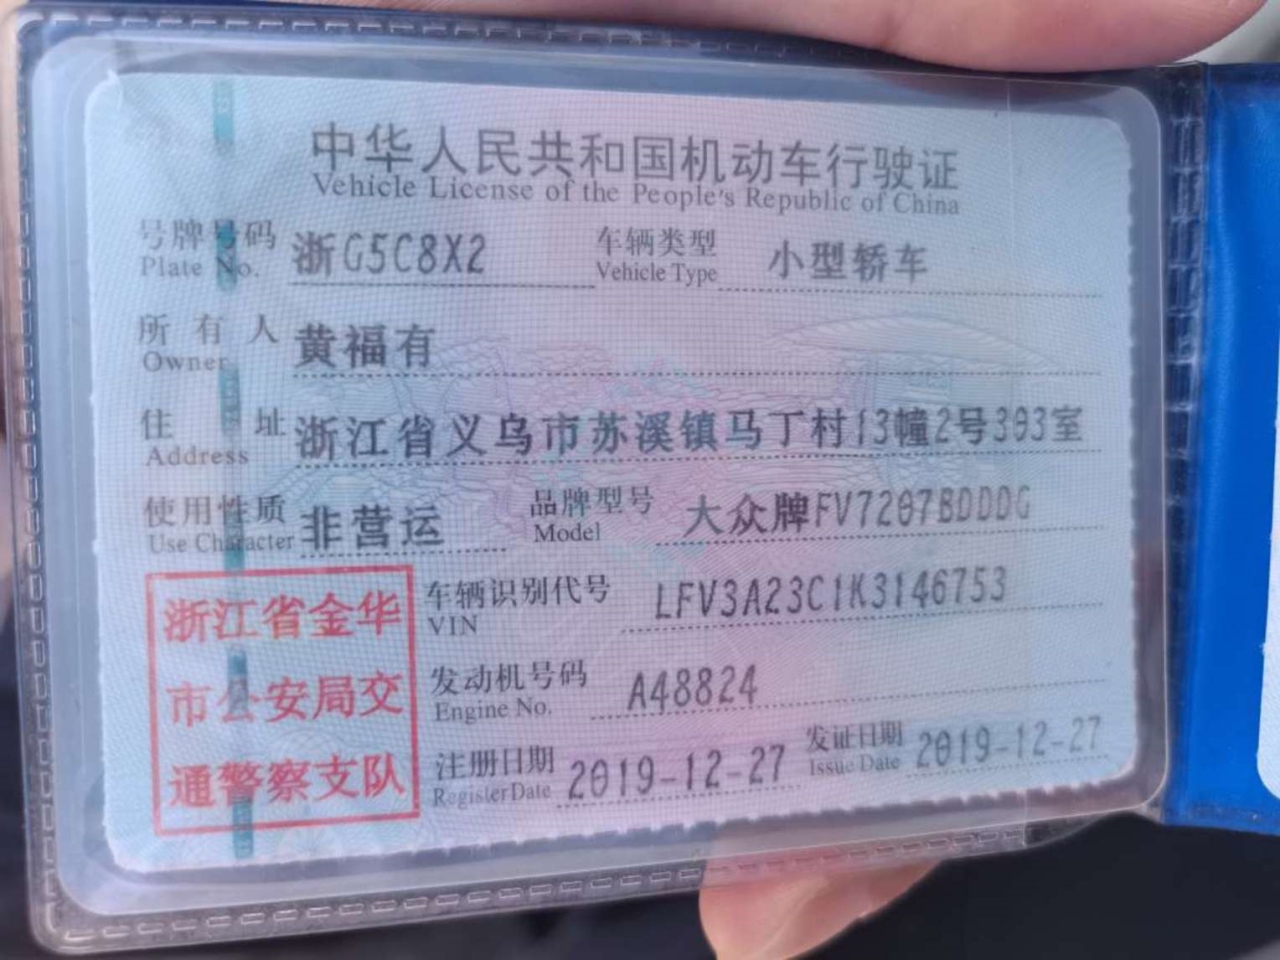 中华人民共和国机动车行驶证
Vehicle License of the People's Republic of China
号牌号码 浙G5C8X2 车辆类型 小型轿车
Plate No. Vehicle Type
所有人 黄福有
Owner
住址 浙江省义乌市苏溪镇马丁村13幢2号303室
Address
使用性质 非营运 品牌型号 大众牌FV7207BDDDG
Use Character Model
浙江省金华
市公安局交
通警察支队
车辆识别代号 LFV3A23C1K3146753
VIN
发动机号码 A48824
Engine No.
注册日期 2019-12-27 发证日期 2019-12-27
Register Date Issue Date